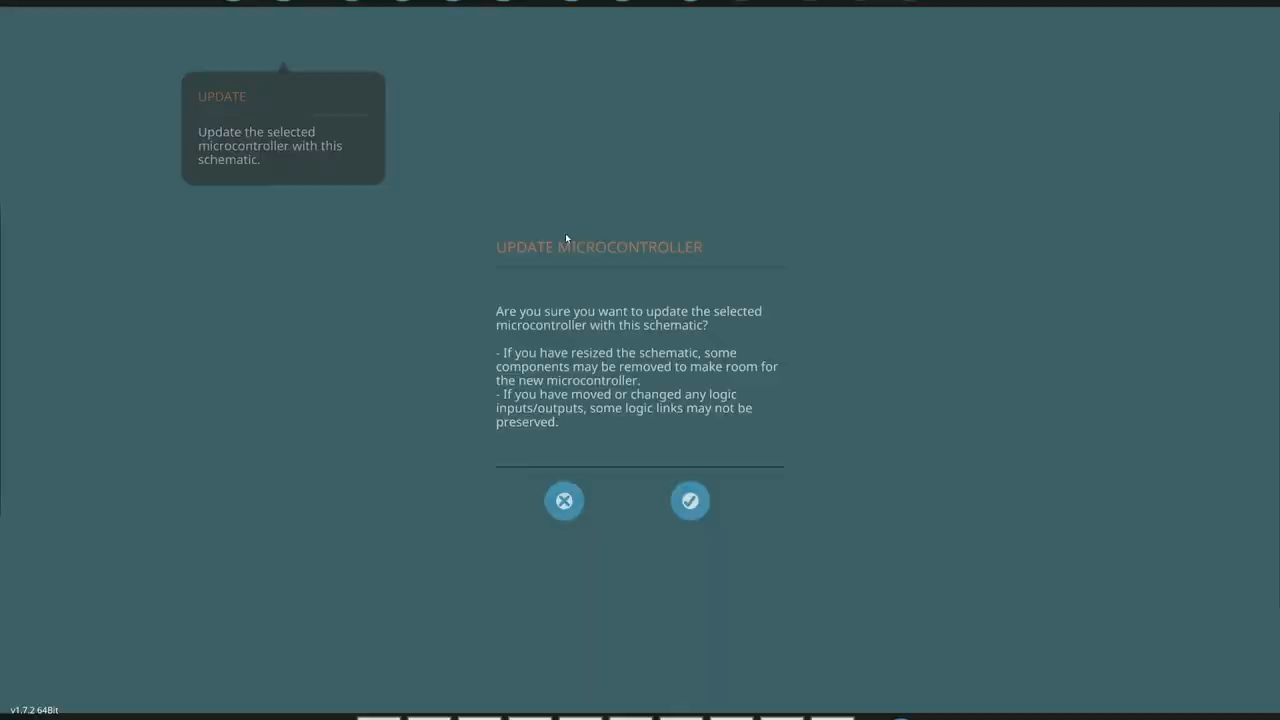 UPDATE
Update the selected
microcontroller with this
schematic.
UPDATE MICROCONTROLLER
Are you sure you want to update the selected
microcontroller with this schematic?
- If you have resized the schematic, some
components may be removed to make room for
the new microcontroller.
- If you have moved or changed any logic
inputs/outputs, some logic links may not be
preserved.
v1.7.2 64Bit